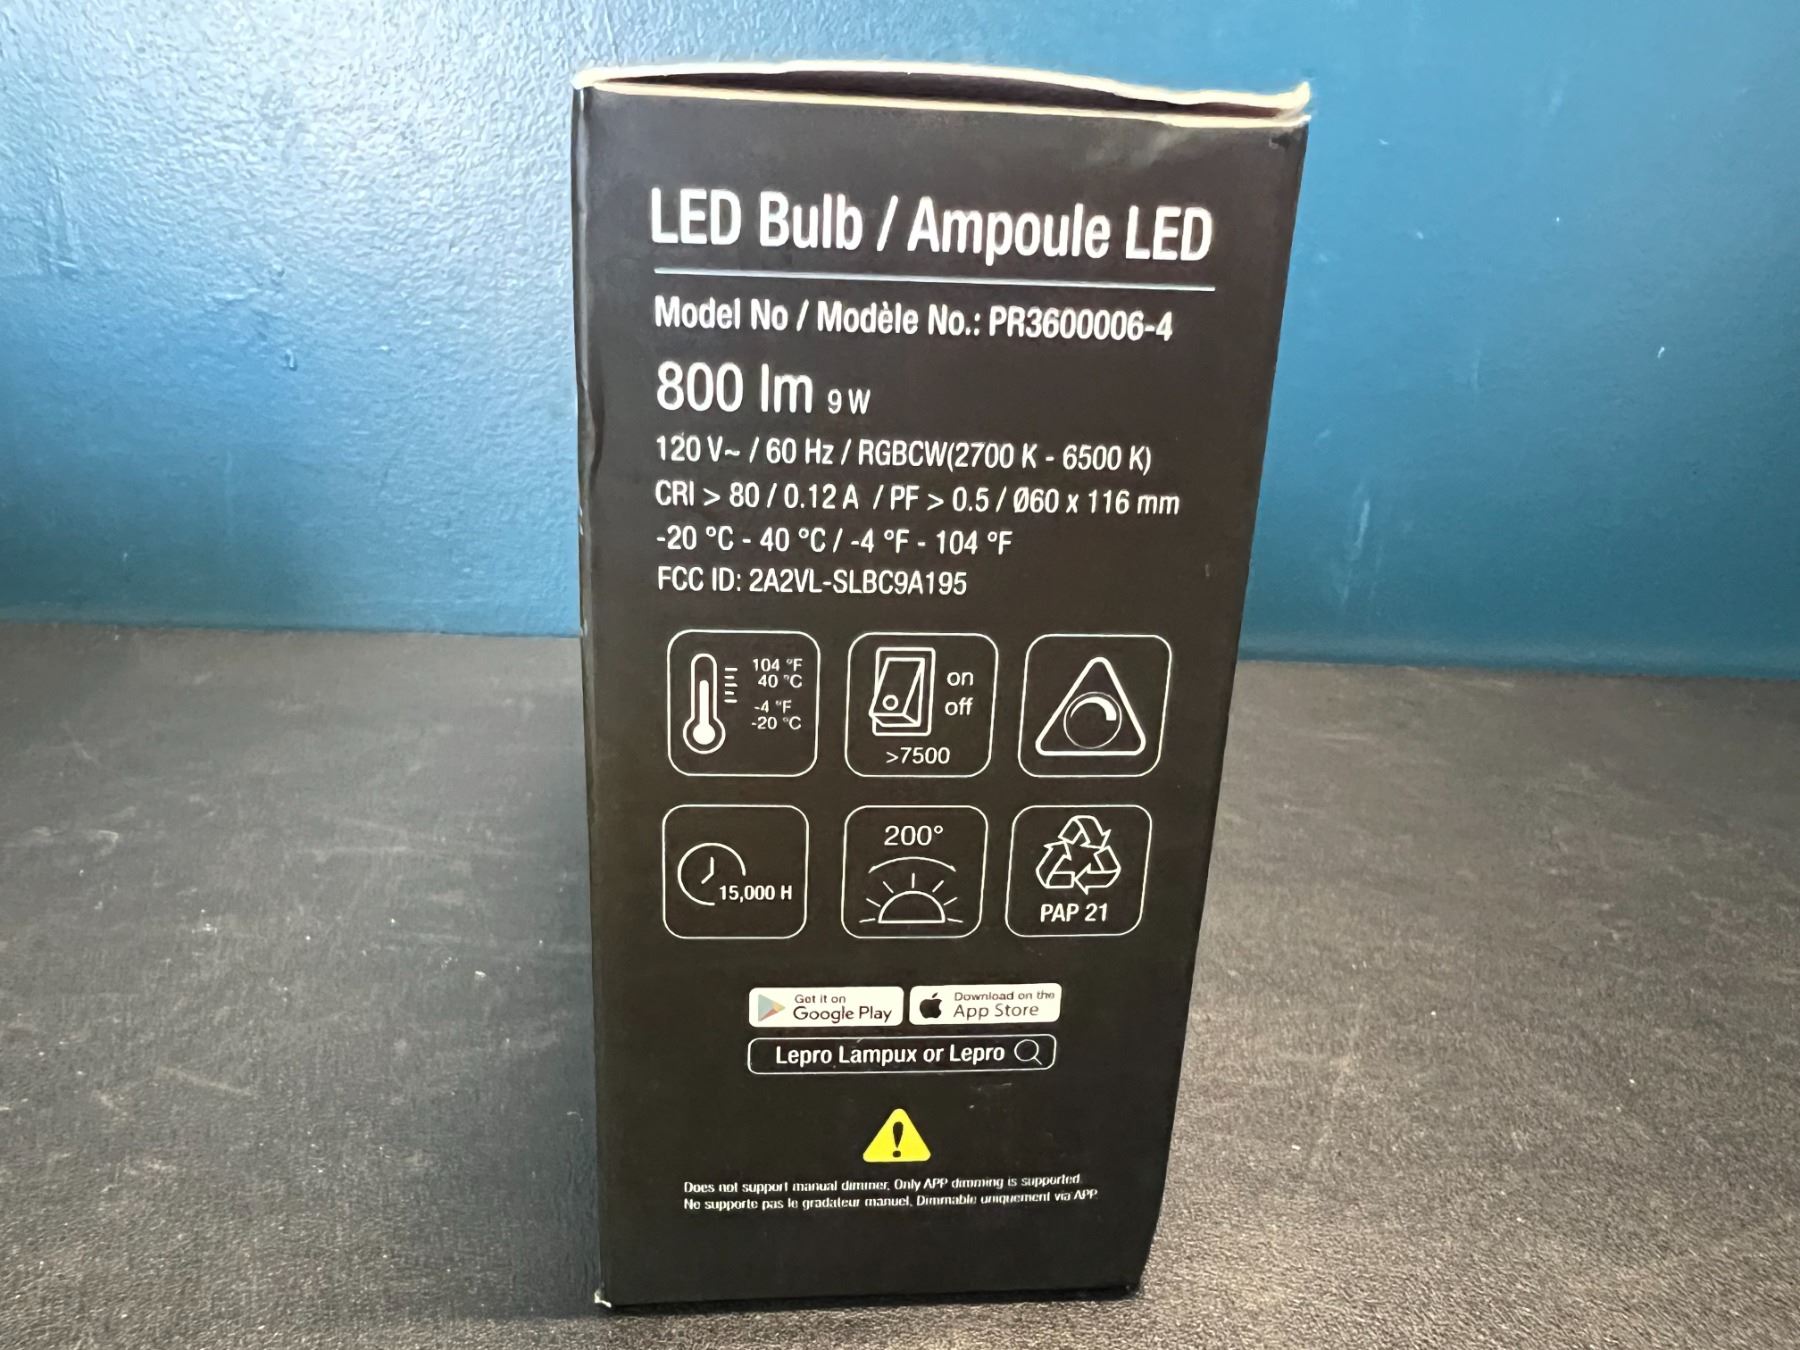 LED Bulb / Ampoule LED
Model No / Modèle No.: PR3600006-4
800 lm 9 W
120 V~ / 60 Hz / RGBCW(2700 K - 6500 K)
CRI > 80 / 0.12 A / PF > 0.5 / Ø60 x 116 mm
-20 °C - 40 °C / -4 °F - 104 °F
FCC ID: 2A2VL-SLBC9A195
104 °F
40 °C
-4 °F
-20 °C
on
off
>7500
15,000 H
200°
PAP 21
Get it on
Google Play
Download on the
App Store
Lepro Lampux or Lepro
Does not support manual dimmer, Only APP dimming is supported.
Ne supporte pas le gradateur manuel, Dimmable uniquement via APP.